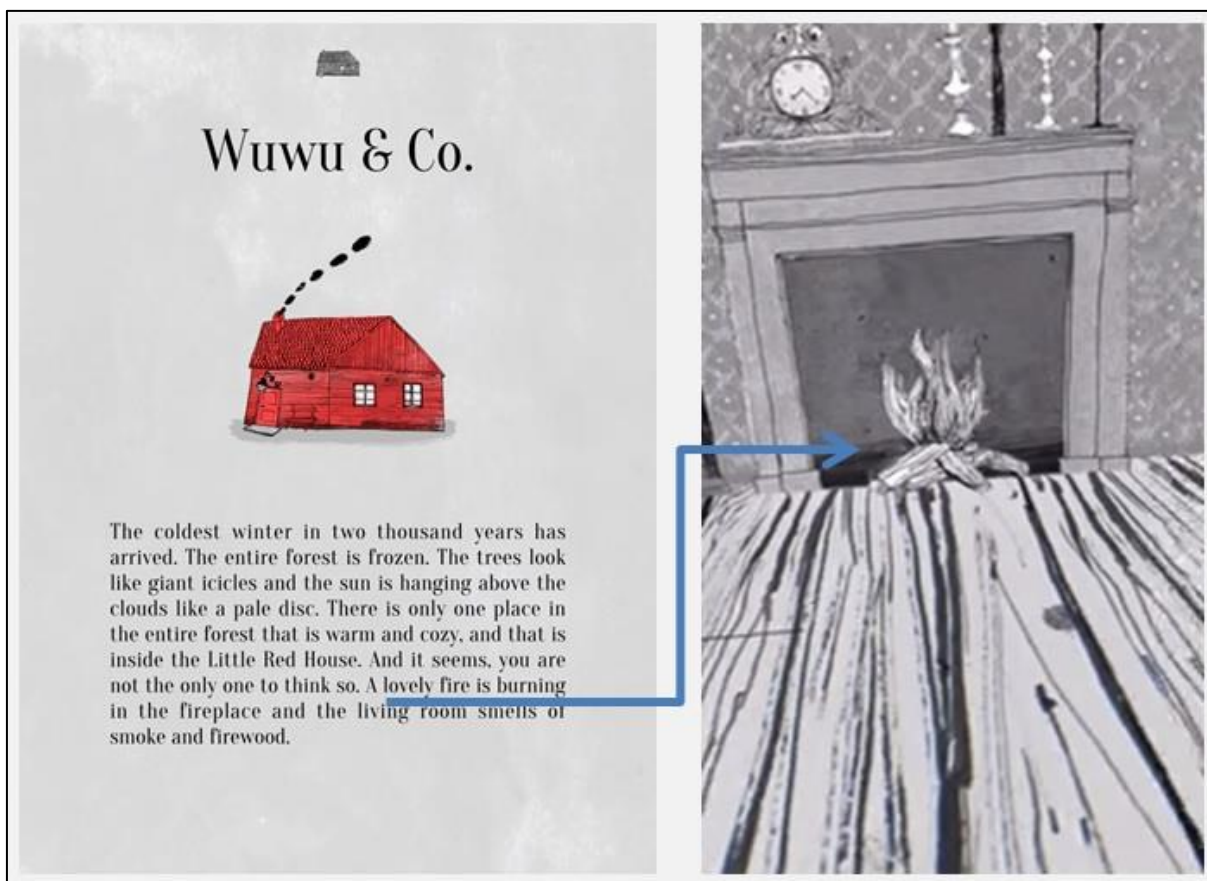 Wuwu & Co.
The coldest winter in two thousand years has
arrived. The entire forest is frozen. The trees look
like giant icicles and the sun is hanging above the
clouds like a pale disc. There is only one place in
the entire forest that is warm and cozy, and that is
inside the Little Red House. And it seems, you are
not the only one to think so. A lovely fire is burning
in the fireplace and the living room smells of
smoke and firewood.